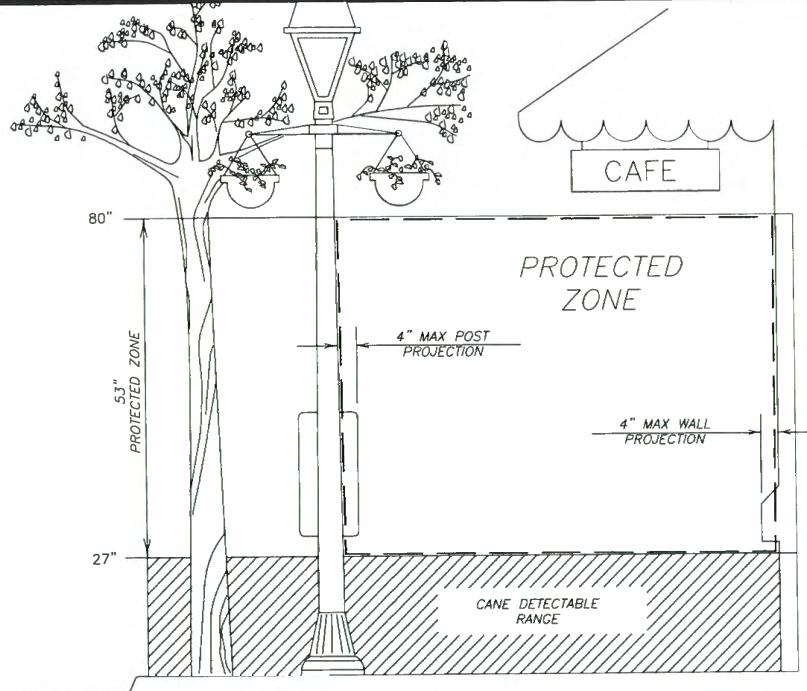 CAFE
80"
PROTECTED
ZONE
4" MAX POST
PROJECTION
53"
PROTECTED ZONE
4" MAX WALL
PROJECTION
27"
CANE DETECTABLE
RANGE